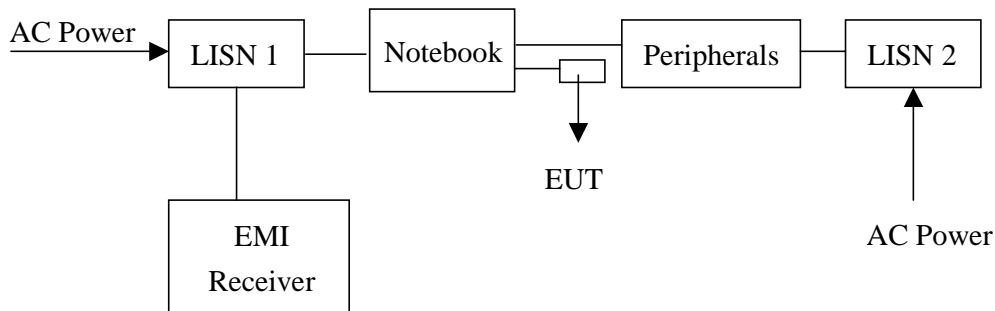 AC Power
LISN 1
Notebook
Peripherals
LISN 2
EUT
EMI
Receiver
AC Power